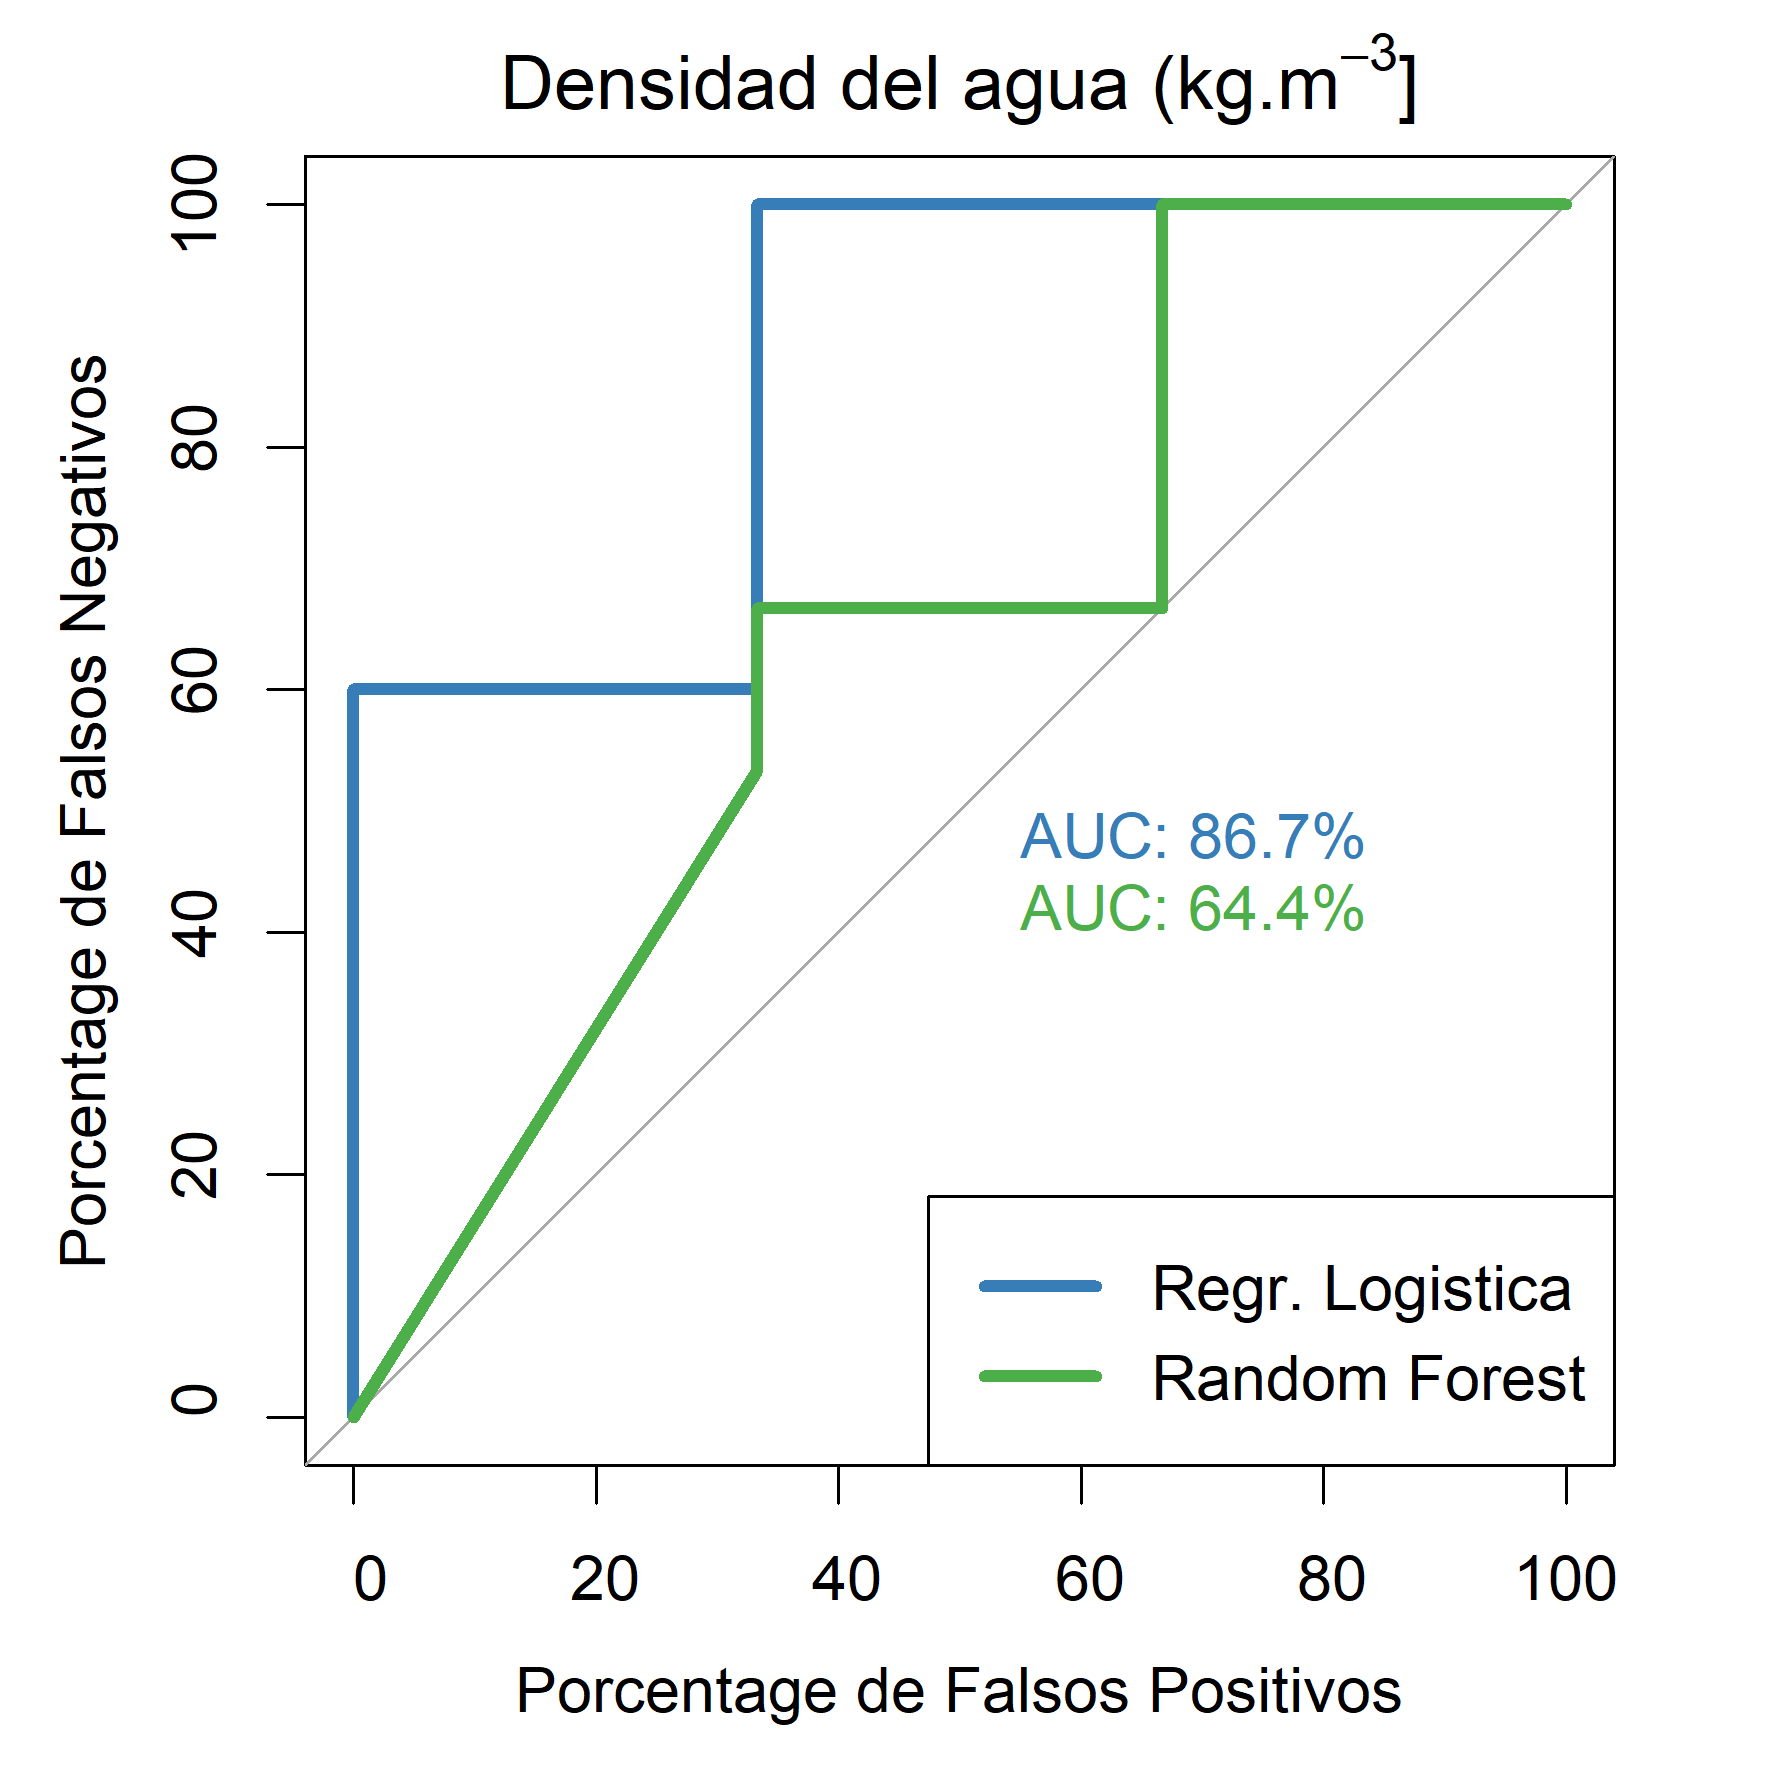 Densidad del agua (kg.m⁻³]
Porcentage de Falsos Negativos
100
80
60
40
20
0
AUC: 86.7%
AUC: 64.4%
Regr. Logistica
Random Forest
0 20 40 60 80 100
Porcentage de Falsos Positivos